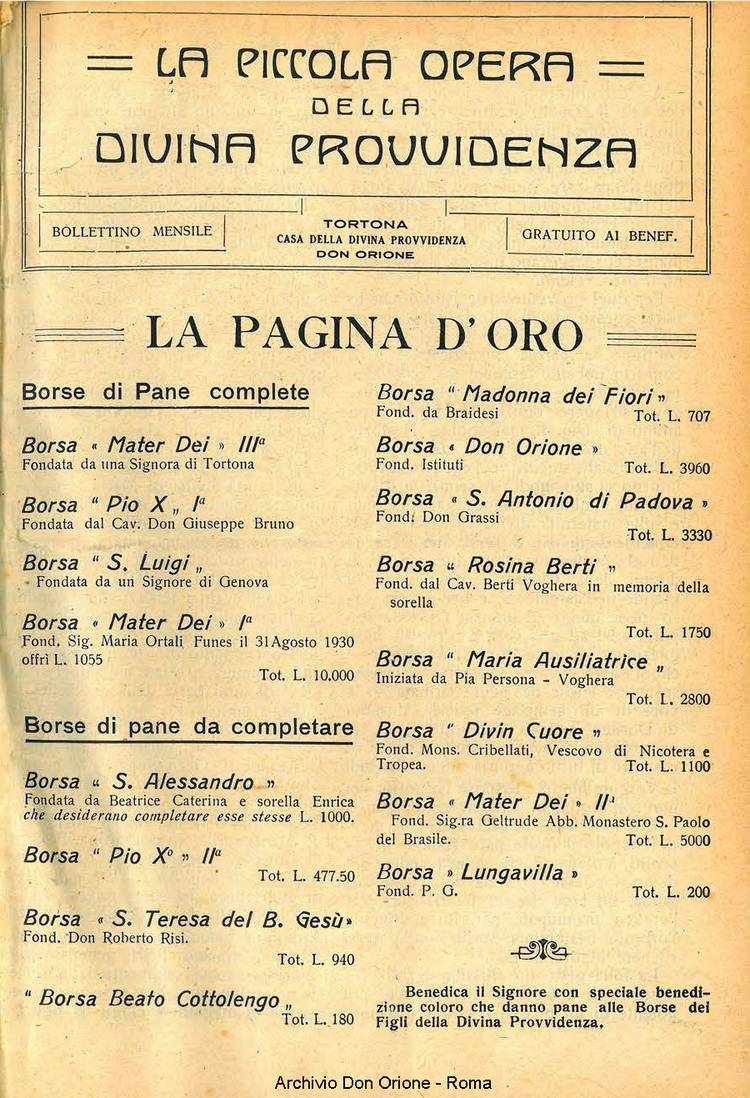 LA PICCOLA OPERA
DELLA
DIVINA PROVVIDENZA
BOLLETTINO MENSILE
TORTONA
CASA DELLA DIVINA PROVVIDENZA
DON ORIONE
GRATUITO AI BENEF.
LA PAGINA D'ORO
Borse di Pane complete
Borsa « Mater Dei » IIIª
Fondata da una Signora di Tortona
Borsa “ Pio X „ Iª
Fondata dal Cav. Don Giuseppe Bruno
Borsa “ S. Luigi „
Fondata da un Signore di Genova
Borsa « Mater Dei » Iª
Fond. Sig. Maria Ortali Funes il 31 Agosto 1930
offrì L. 1055
Tot. L. 10.000
Borse di pane da completare
Borsa “ S. Alessandro „
Fondata da Beatrice Caterina e sorella Enrica
che desiderano completare esse stesse L. 1000.
Borsa “ Pio Xº „ IIª
Tot. L. 477.50
Borsa « S. Teresa del B. Gesù»
Fond. Don Roberto Risi.
Tot. L. 940
“ Borsa Beato Cottolengo „
Tot. L. 180
Borsa “ Madonna dei Fiori „
Fond. da Braidesi Tot. L. 707
Borsa « Don Orione »
Fond. Istituti Tot. L. 3960
Borsa « S. Antonio di Padova »
Fond. Don Grassi
Tot. L. 3330
Borsa “ Rosina Berti „
Fond. dal Cav. Berti Voghera in memoria della
sorella
Tot. L. 1750
Borsa “ Maria Ausiliatrice „
Iniziata da Pia Persona - Voghera
Tot. L. 2800
Borsa “ Divin Cuore „
Fond. Mons. Cribellati, Vescovo di Nicotera e
Tropea. Tot. L. 1100
Borsa « Mater Dei » IIª
Fond. Sig.ra Geltrude Abb. Monastero S. Paolo
del Brasile. Tot. L. 5000
Borsa » Lungavilla »
Fond. P. G. Tot. L. 200
Benedica il Signore con speciale benedi-
zione coloro che danno pane alle Borse dei
Figli della Divina Provvidenza.
Archivio Don Orione - Roma